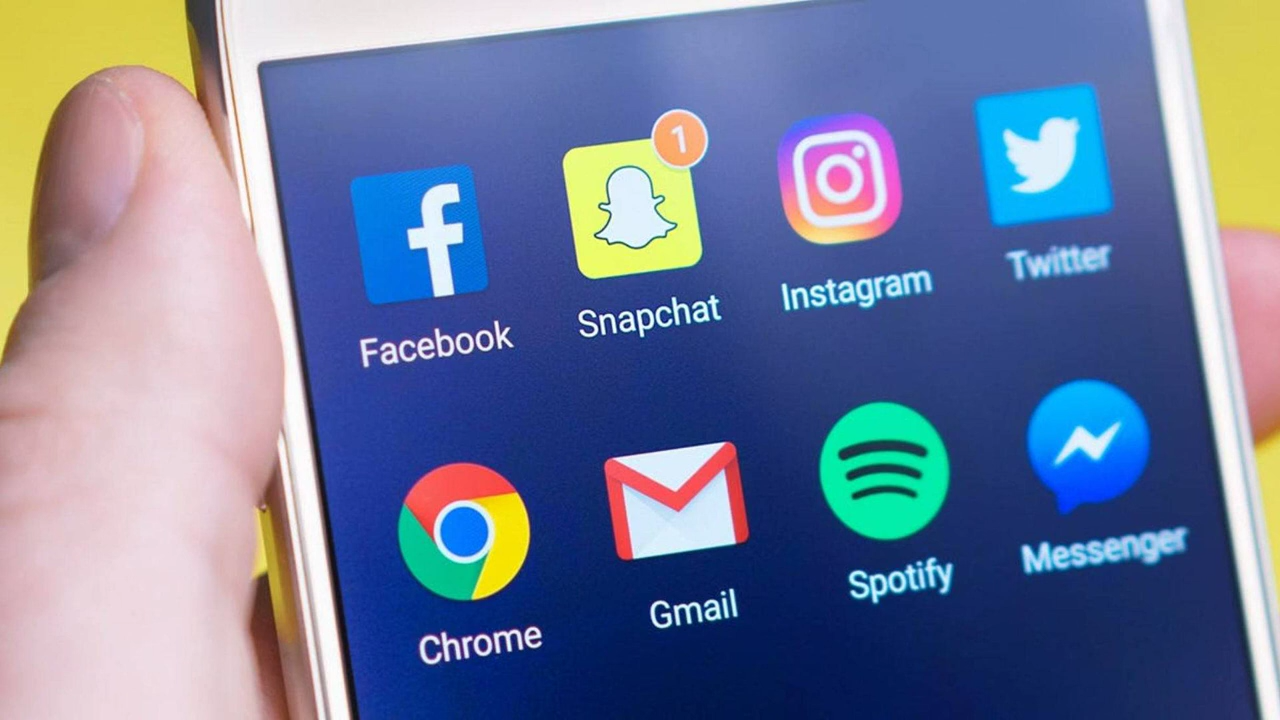 1
Facebook
Snapchat
Instagram
Twitter
Chrome
Gmail
Spotify
Messenger